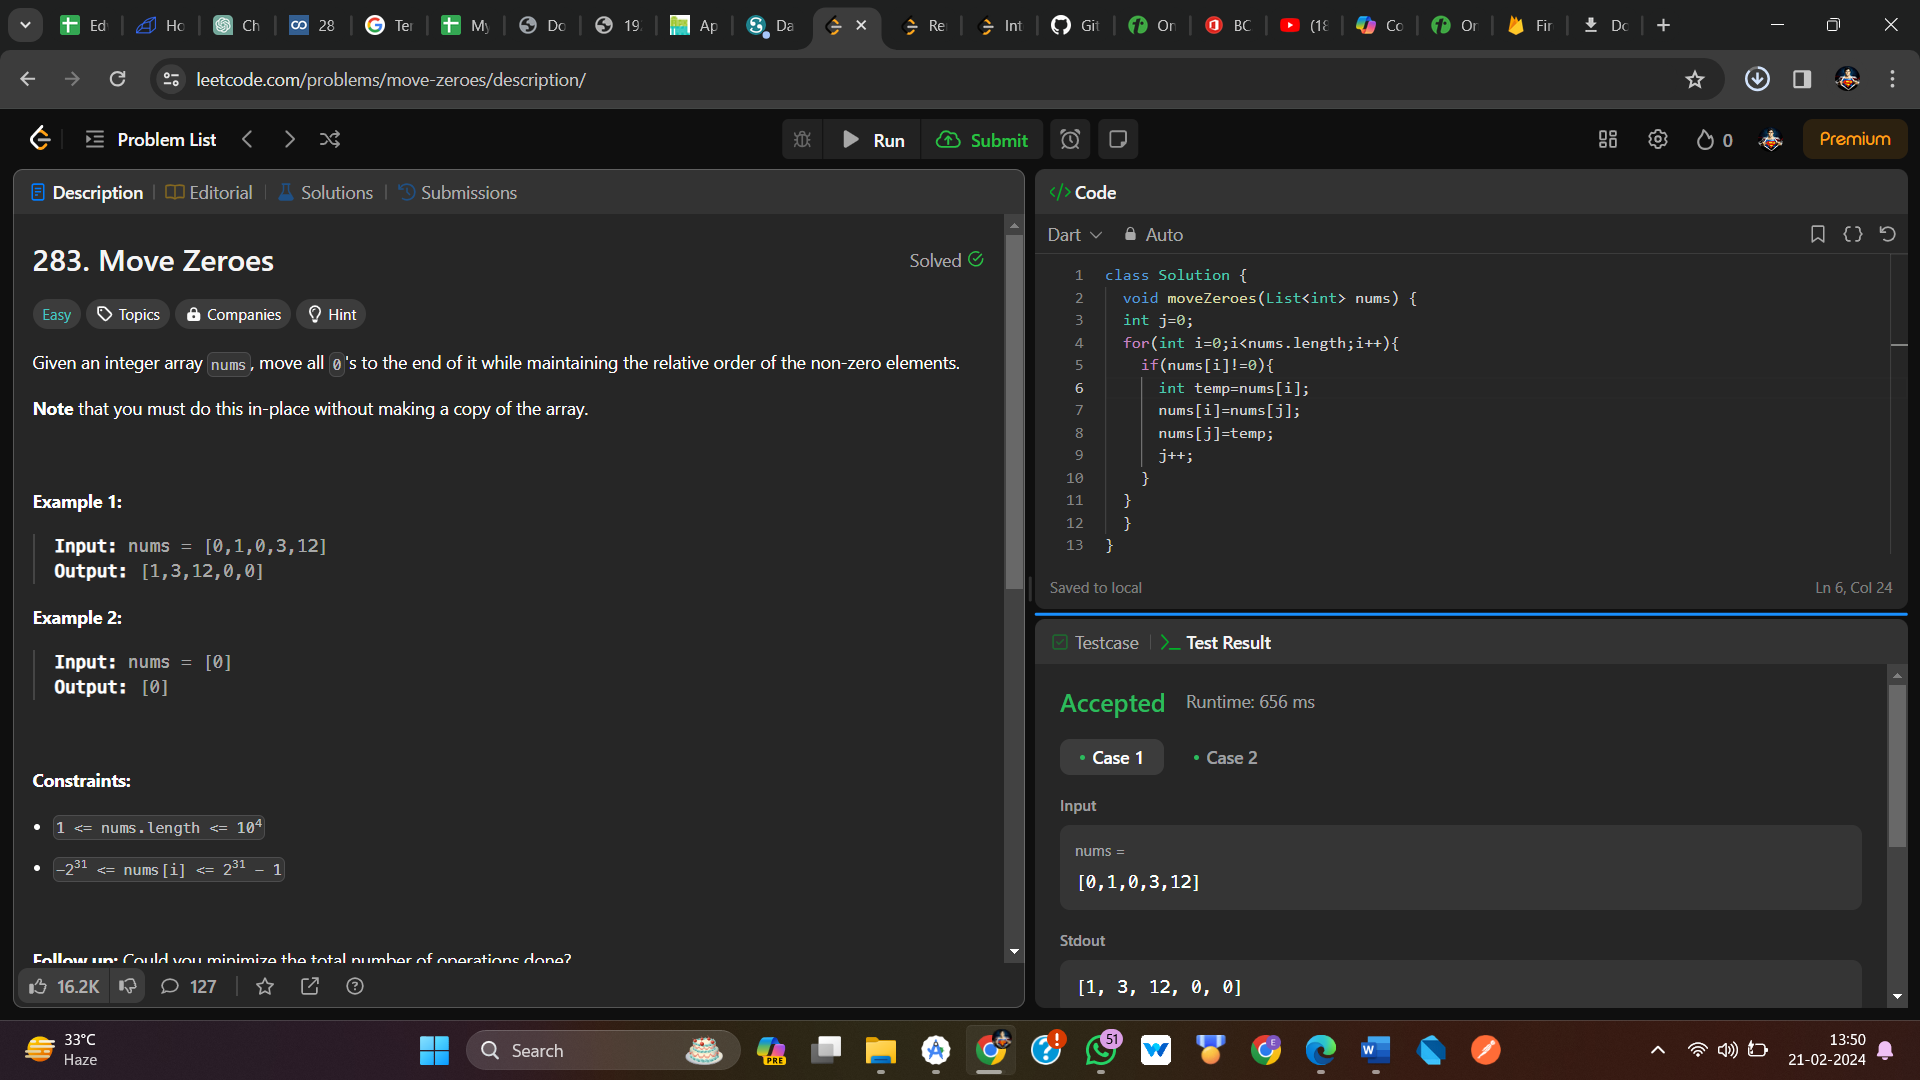 Ed
Ho
Ch
28
Ter
My
Do
19.
Ap
Da
Re
Int
Git
On
BC
(18
Co
Or
Fir
Do
leetcode.com/problems/move-zeroes/description/
Problem List
Run
Submit
0
Premium
Description
Editorial
Solutions
Submissions
283. Move Zeroes
Solved
Easy
Topics
Companies
Hint
Given an integer array nums, move all 0's to the end of it while maintaining the relative order of the non-zero elements.
Note that you must do this in-place without making a copy of the array.
Example 1:
Input: nums = [0,1,0,3,12]
Output: [1,3,12,0,0]
Example 2:
Input: nums = [0]
Output: [0]
Constraints:
• 1 <= nums.length <= 10⁴
• -2³¹ <= nums[i] <= 2³¹ - 1
Follow up: Could you minimize the total number of operations done?
16.2K
127
Code
Dart
Auto
1 class Solution {
2 void moveZeroes(List<int> nums) {
3 int j=0;
4 for(int i=0;i<nums.length;i++){
5 if(nums[i]!=0){
6 int temp=nums[i];
7 nums[i]=nums[j];
8 nums[j]=temp;
9 j++;
10 }
11 }
12 }
13 }
Saved to local
Ln 6, Col 24
Testcase
Test Result
Accepted
Runtime: 656 ms
• Case 1
• Case 2
Input
nums =
[0,1,0,3,12]
Stdout
[1, 3, 12, 0, 0]
33°C
Haze
Search
PRE
51
E
13:50
21-02-2024